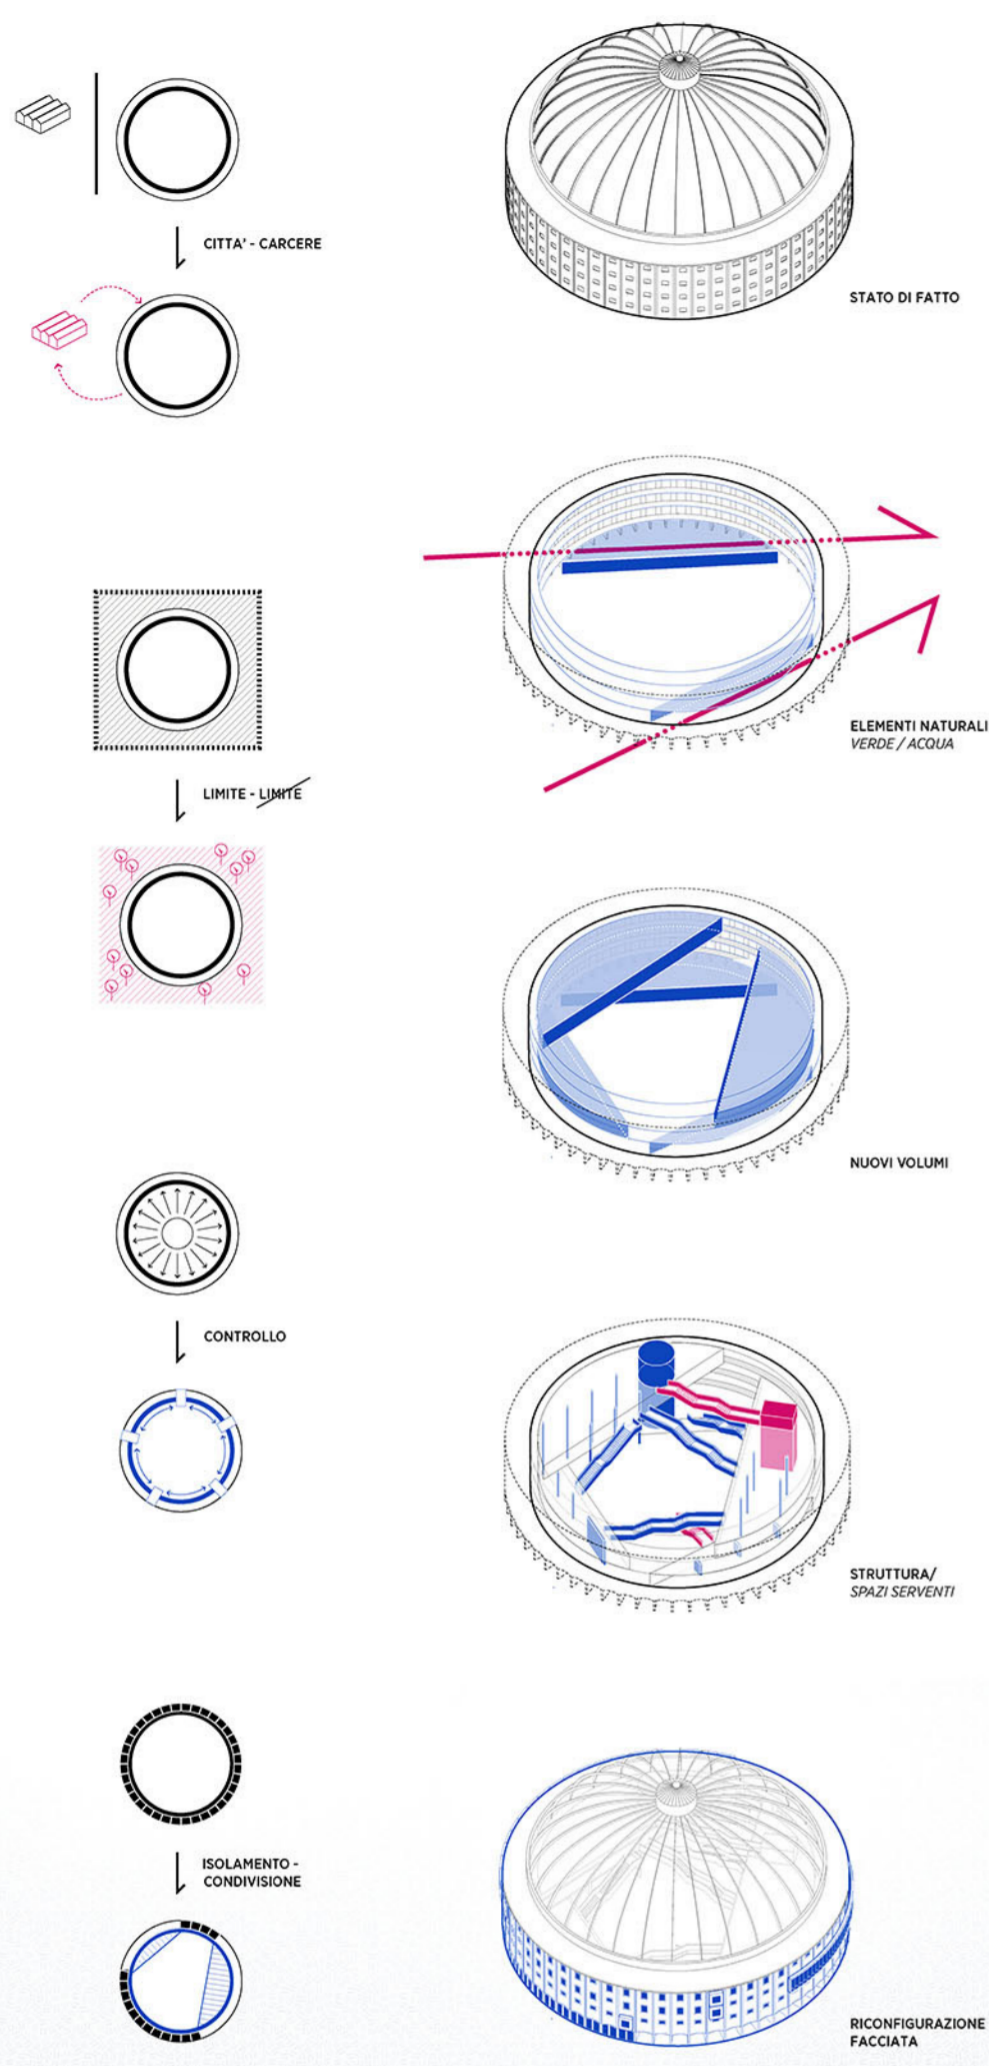 CITTA' - CARCERE
STATO DI FATTO
ELEMENTI NATURALI
VERDE / ACQUA
LIMITE - LIMITE
NUOVI VOLUMI
CONTROLLO
STRUTTURA/
SPAZI SERVENTI
ISOLAMENTO -
CONDIVISIONE
RICONFIGURAZIONE
FACCIATA